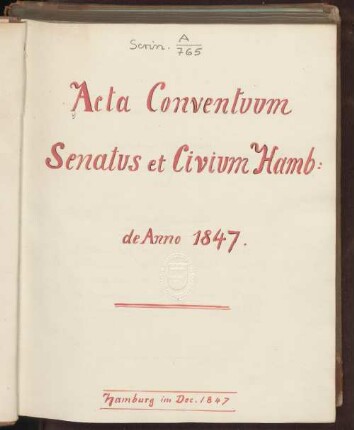 Scrin. A/765
Acta Conventuum
Senatus et Civium Hamb:
de Anno 1847.
Hamburg im Dec. 1847